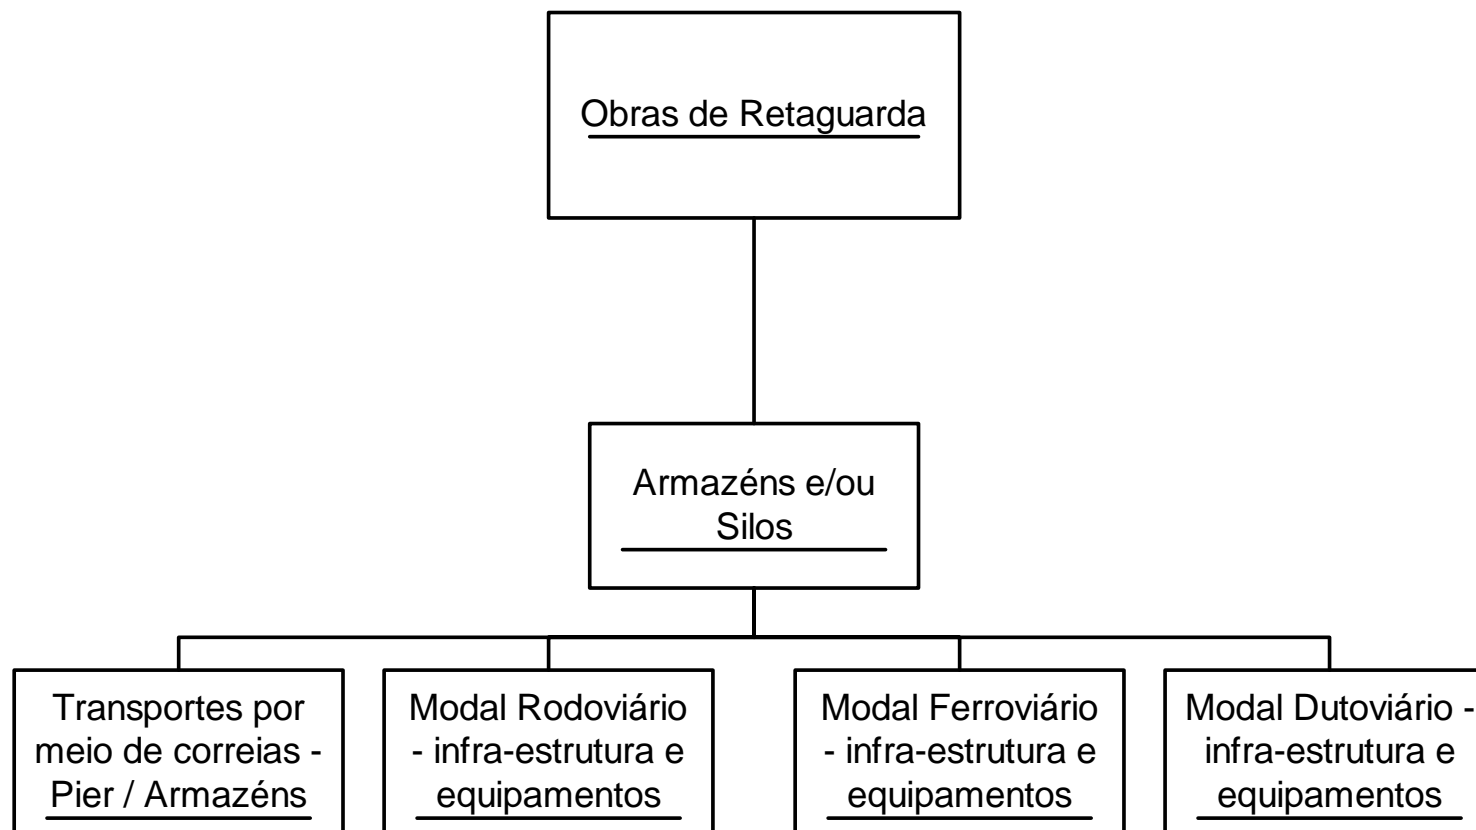 Obras de Retaguarda
Armazéns e/ou
Silos
Transportes por
meio de correias -
Pier / Armazéns
Modal Rodoviário
- infra-estrutura e
equipamentos
Modal Ferroviário
- infra-estrutura e
equipamentos
Modal Dutoviário -
infra-estrutura e
equipamentos